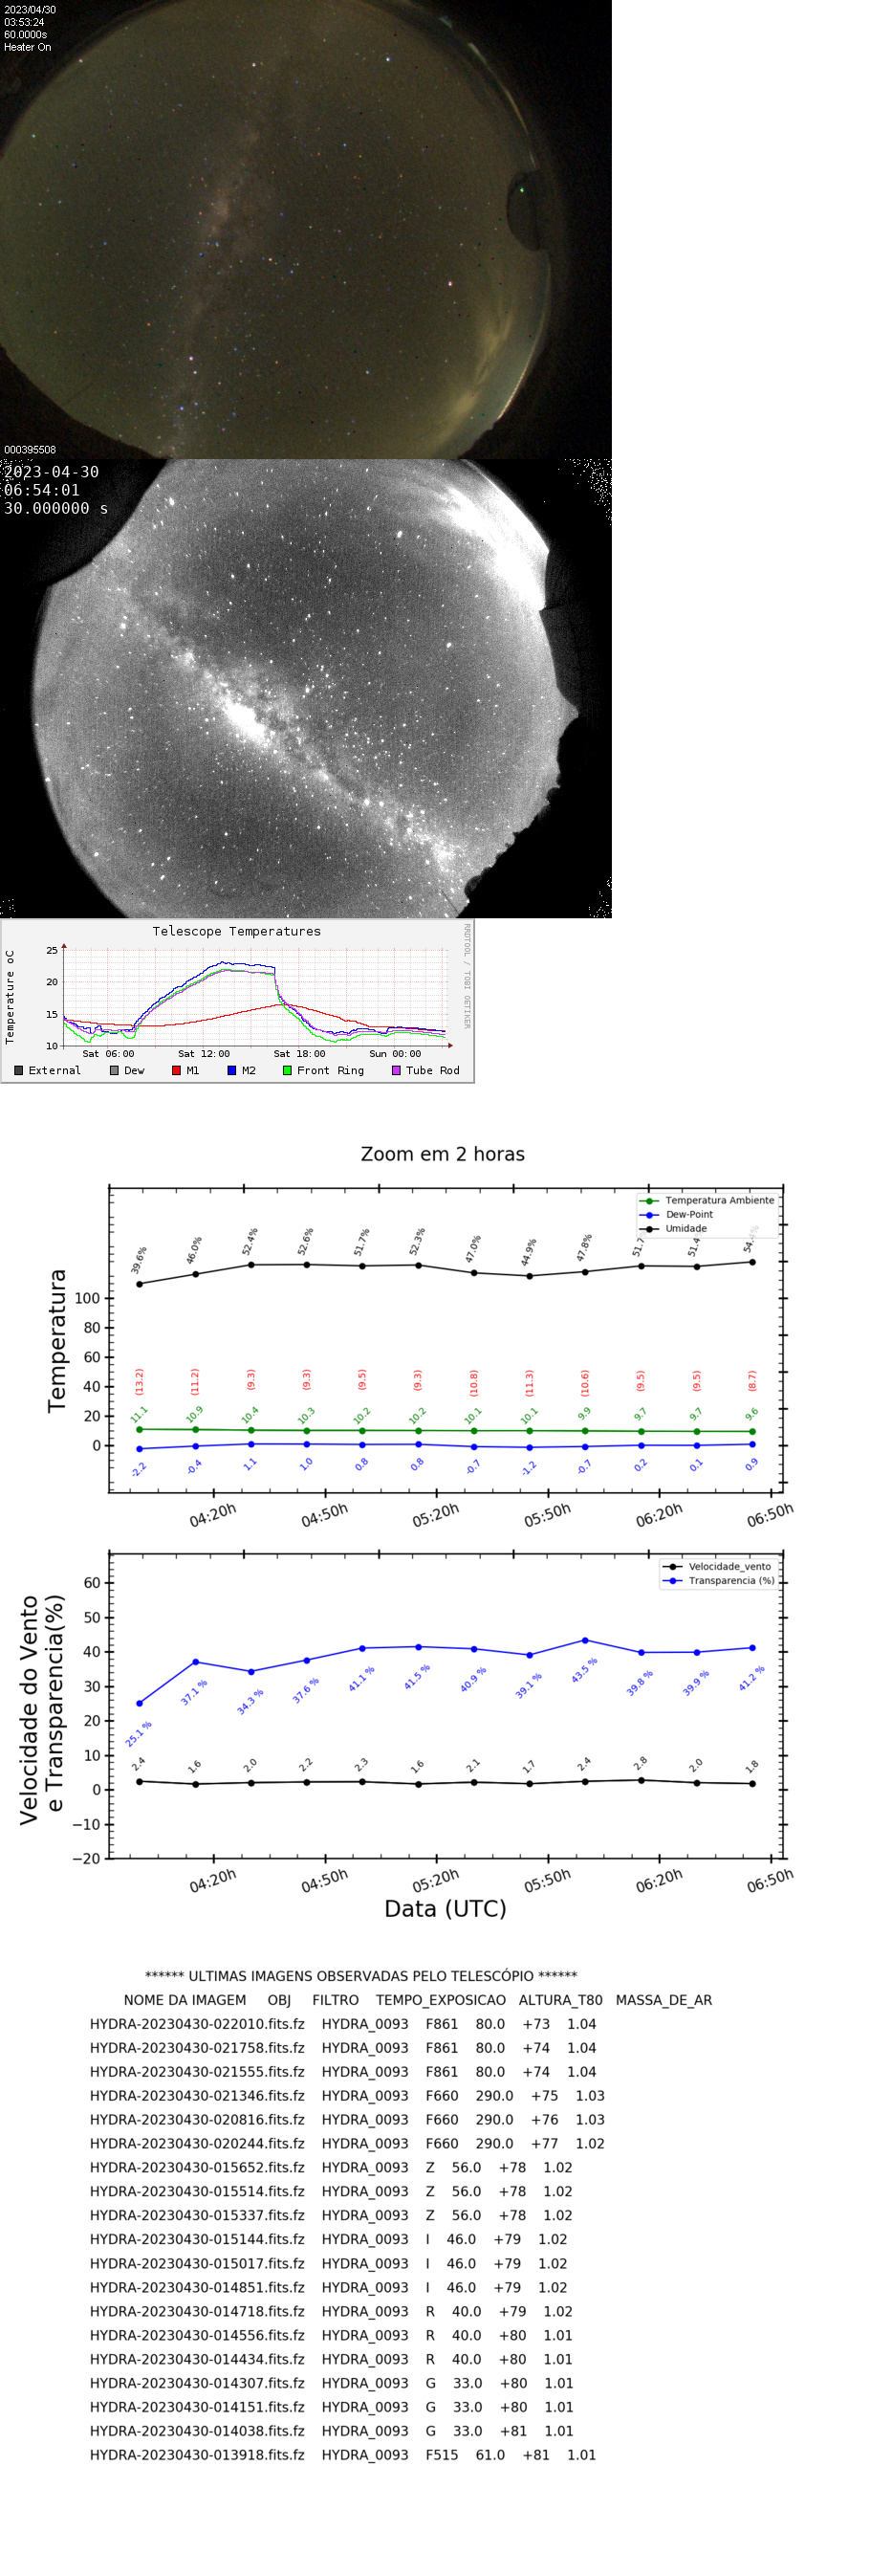 2023/04/30
03:53:24
60.0000s
Heater On
000395508
2023-04-30
06:54:01
30.000000 s
Telescope Temperatures
Temperature oC
RRDTOOL / TOBI OETIKER
25
20
15
10
Sat 06:00 Sat 12:00 Sat 18:00 Sun 00:00
External Dew M1 M2 Front Ring Tube Rod
Zoom em 2 horas
Temperatura
Temperatura Ambiente
Dew-Point
Umidade
39.6% 46.0% 52.4% 52.6% 51.7% 52.3% 47.0% 44.9% 47.8% 51.7 51.4 54.
100
80
60
40
20
0
(13.2) (11.2) (9.3) (9.3) (9.5) (9.3) (10.8) (11.3) (10.6) (9.5) (9.5) (8.7)
11.1 10.9 10.4 10.3 10.2 10.2 10.1 10.1 9.9 9.7 9.7 9.6
-2.2 -0.4 1.1 1.0 0.8 0.8 -0.7 -1.2 -0.7 0.2 0.1 0.9
04:20h 04:50h 05:20h 05:50h 06:20h 06:50h
Velocidade do Vento
e Transparencia(%)
Velocidade_vento
Transparencia (%)
60
50
40
30
20
10
0
−10
−20
25.1 % 37.1 % 34.3 % 37.6 % 41.1 % 41.5 % 40.9 % 39.1 % 43.5 % 39.8 % 39.9 % 41.2 %
2.4 1.6 2.0 2.2 2.3 1.6 2.1 1.7 2.4 2.8 2.0 1.8
04:20h 04:50h 05:20h 05:50h 06:20h 06:50h
Data (UTC)
****** ULTIMAS IMAGENS OBSERVADAS PELO TELESCÓPIO ******
NOME DA IMAGEM OBJ FILTRO TEMPO_EXPOSICAO ALTURA_T80 MASSA_DE_AR
HYDRA-20230430-022010.fits.fz HYDRA_0093 F861 80.0 +73 1.04
HYDRA-20230430-021758.fits.fz HYDRA_0093 F861 80.0 +74 1.04
HYDRA-20230430-021555.fits.fz HYDRA_0093 F861 80.0 +74 1.04
HYDRA-20230430-021346.fits.fz HYDRA_0093 F660 290.0 +75 1.03
HYDRA-20230430-020816.fits.fz HYDRA_0093 F660 290.0 +76 1.03
HYDRA-20230430-020244.fits.fz HYDRA_0093 F660 290.0 +77 1.02
HYDRA-20230430-015652.fits.fz HYDRA_0093 Z 56.0 +78 1.02
HYDRA-20230430-015514.fits.fz HYDRA_0093 Z 56.0 +78 1.02
HYDRA-20230430-015337.fits.fz HYDRA_0093 Z 56.0 +78 1.02
HYDRA-20230430-015144.fits.fz HYDRA_0093 I 46.0 +79 1.02
HYDRA-20230430-015017.fits.fz HYDRA_0093 I 46.0 +79 1.02
HYDRA-20230430-014851.fits.fz HYDRA_0093 I 46.0 +79 1.02
HYDRA-20230430-014718.fits.fz HYDRA_0093 R 40.0 +79 1.02
HYDRA-20230430-014556.fits.fz HYDRA_0093 R 40.0 +80 1.01
HYDRA-20230430-014434.fits.fz HYDRA_0093 R 40.0 +80 1.01
HYDRA-20230430-014307.fits.fz HYDRA_0093 G 33.0 +80 1.01
HYDRA-20230430-014151.fits.fz HYDRA_0093 G 33.0 +80 1.01
HYDRA-20230430-014038.fits.fz HYDRA_0093 G 33.0 +81 1.01
HYDRA-20230430-013918.fits.fz HYDRA_0093 F515 61.0 +81 1.01